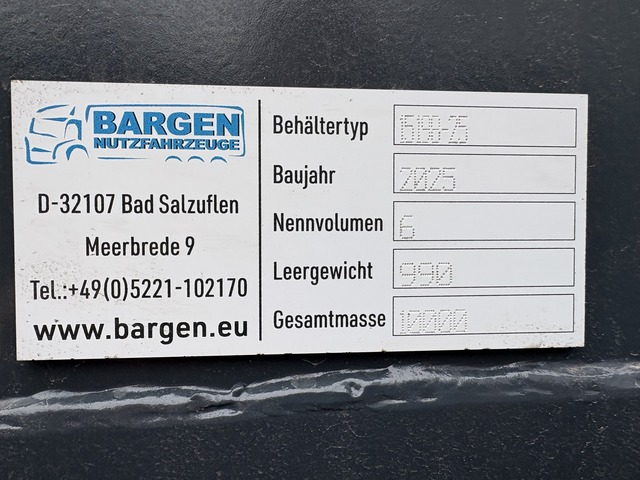 BARGEN
NUTZFAHRZEUGE
D-32107 Bad Salzuflen
Meerbrede 9
Tel.:+49(0)5221-102170
www.bargen.eu
Behältertyp
Baujahr 2025
Nennvolumen 6
Leergewicht 990
Gesamtmasse 10000